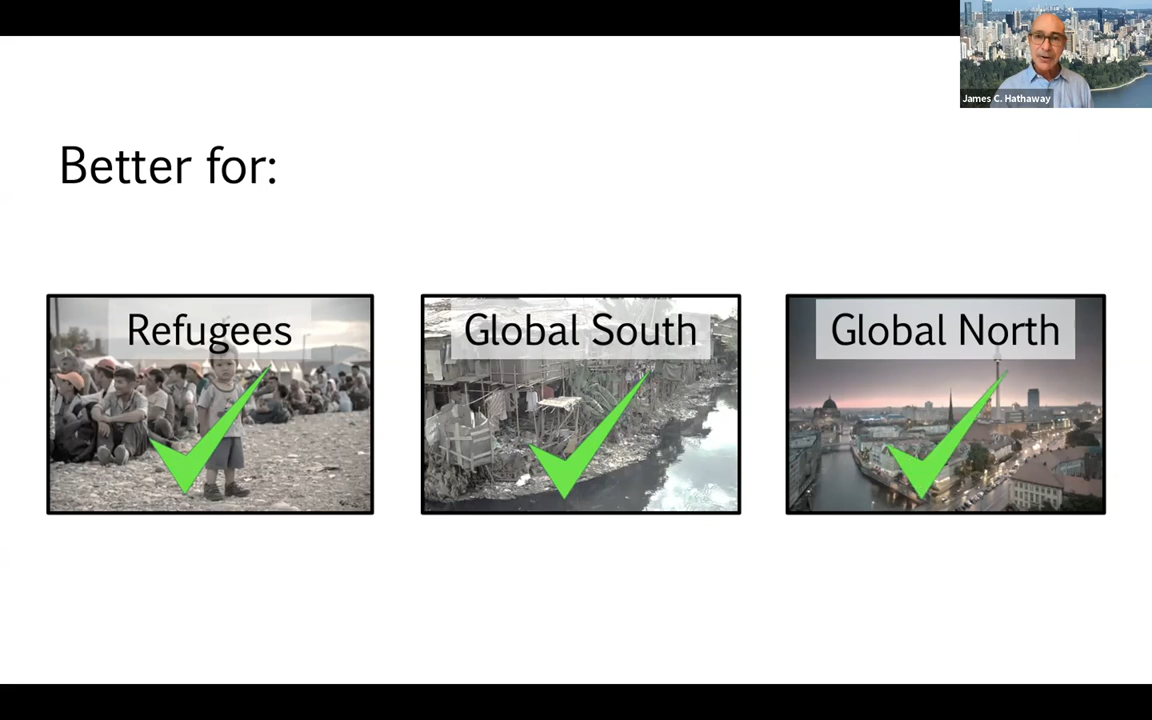 James C. Hathaway
Better for:
Refugees
Global South
Global North